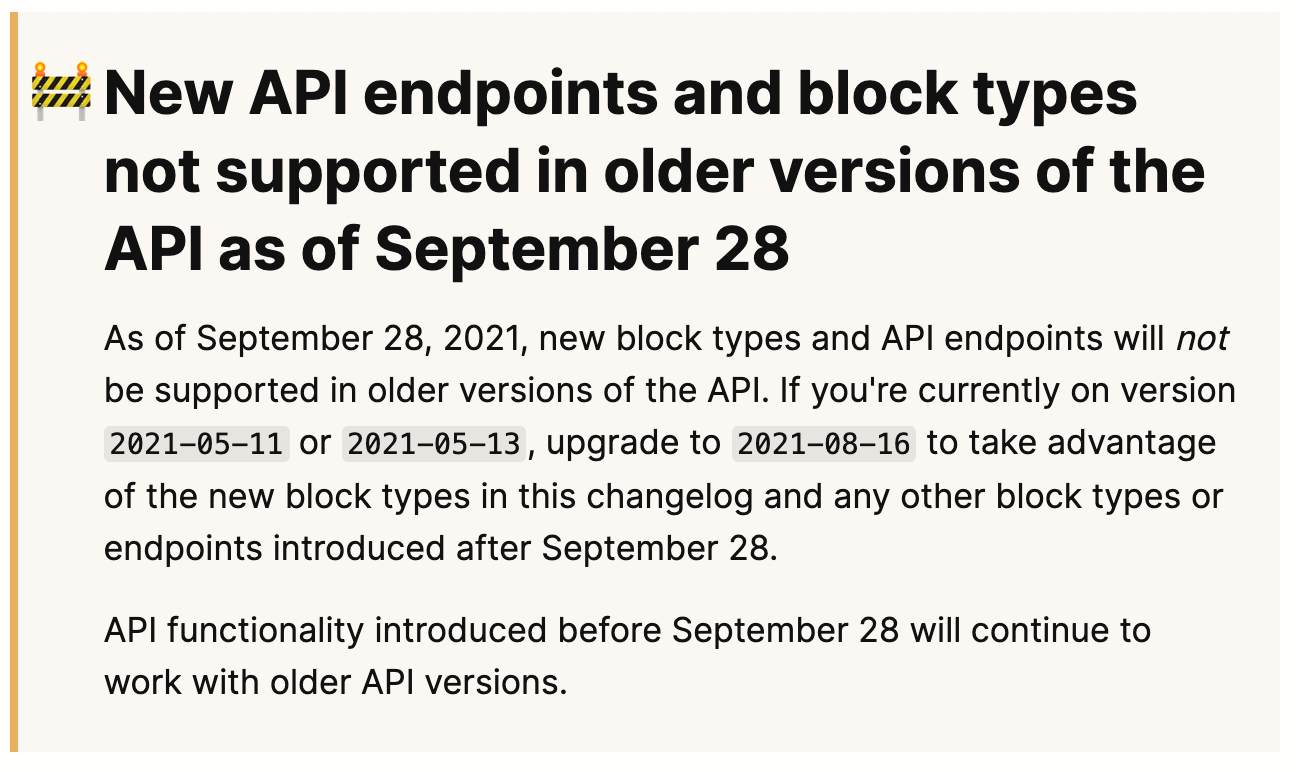 🚧 New API endpoints and block types
not supported in older versions of the
API as of September 28
As of September 28, 2021, new block types and API endpoints will not
be supported in older versions of the API. If you're currently on version
2021-05-11 or 2021-05-13, upgrade to 2021-08-16 to take advantage
of the new block types in this changelog and any other block types or
endpoints introduced after September 28.
API functionality introduced before September 28 will continue to
work with older API versions.